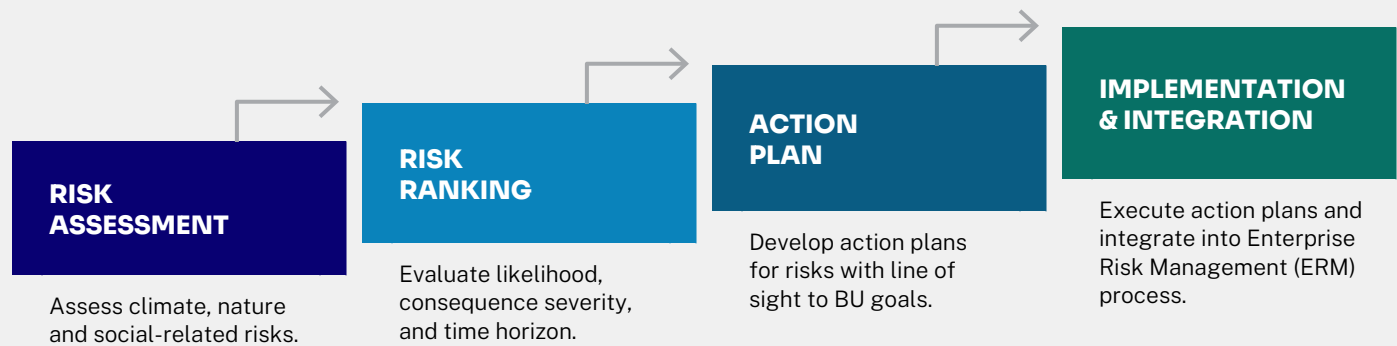 RISK
ASSESSMENT
Assess climate, nature
and social-related risks.
RISK
RANKING
Evaluate likelihood,
consequence severity,
and time horizon.
ACTION
PLAN
Develop action plans
for risks with line of
sight to BU goals.
IMPLEMENTATION
& INTEGRATION
Execute action plans and
integrate into Enterprise
Risk Management (ERM)
process.